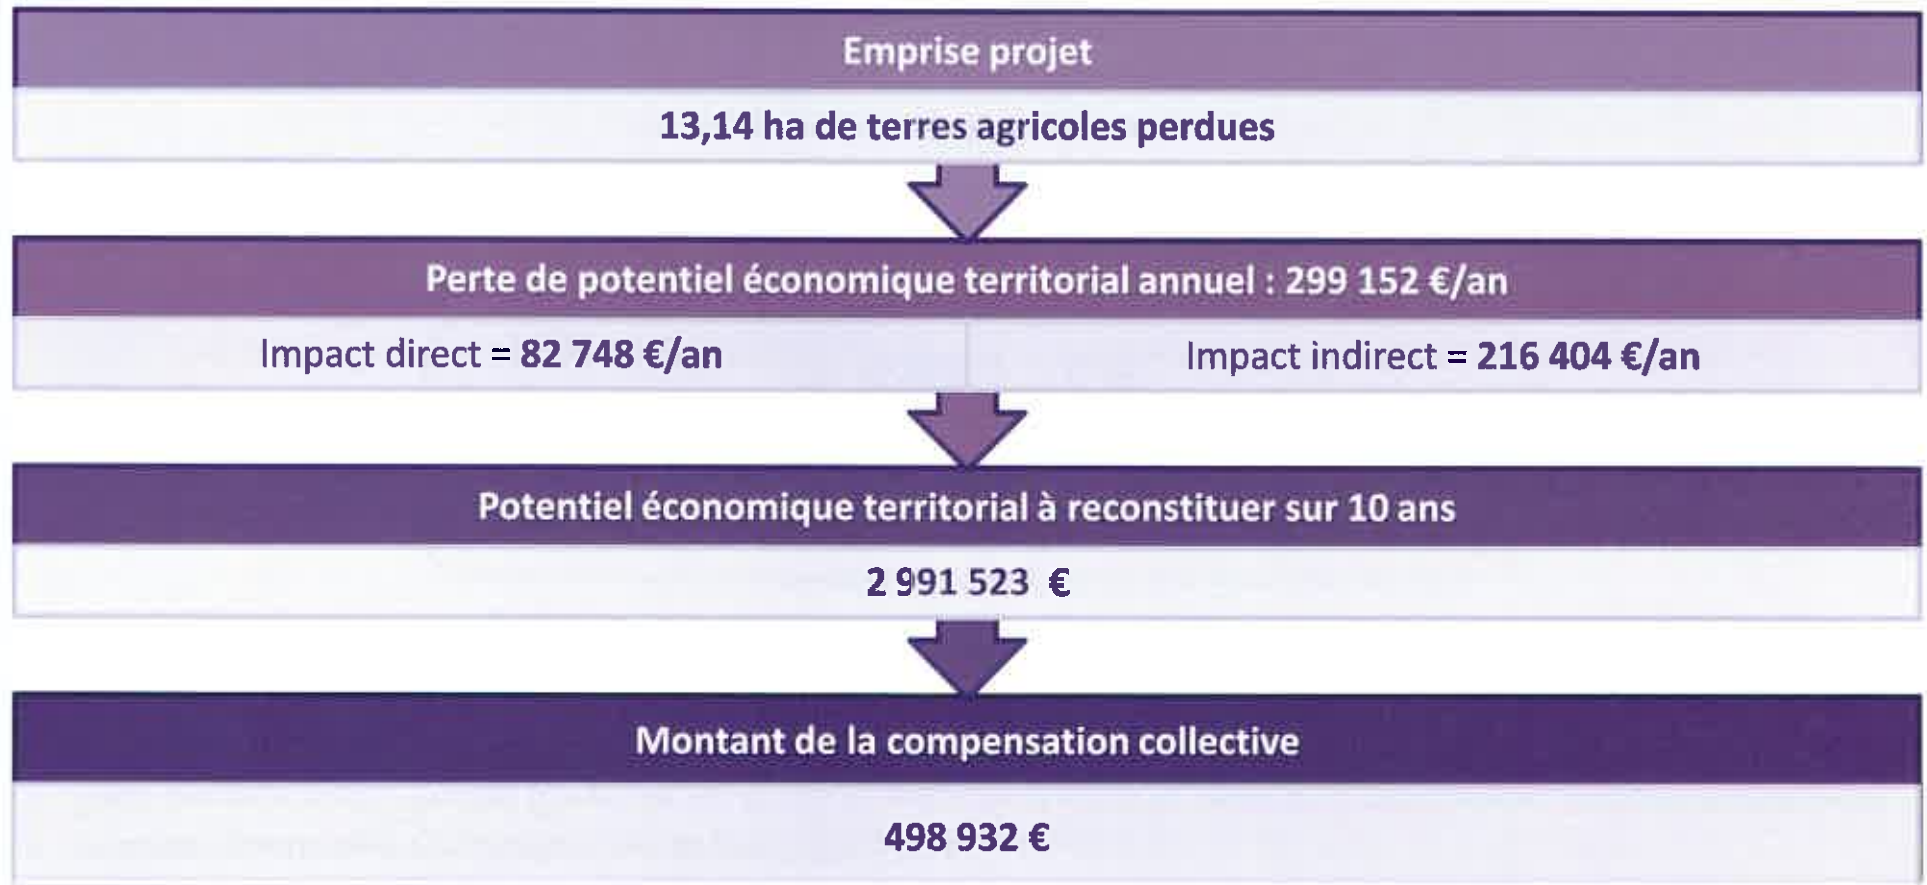 Emprise projet
13,14 ha de terres agricoles perdues
Perte de potentiel économique territorial annuel : 299 152 €/an
Impact direct = 82 748 €/an
Impact indirect = 216 404 €/an
Potentiel économique territorial à reconstituer sur 10 ans
2 991 523 €
Montant de la compensation collective
498 932 €